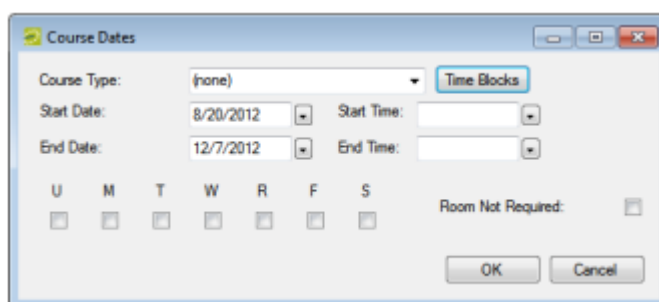 Course Dates
Course Type: (none) Time Blocks
Start Date: 8/20/2012 Start Time:
End Date: 12/7/2012 End Time:
U M T W R F S
Room Not Required:
OK Cancel